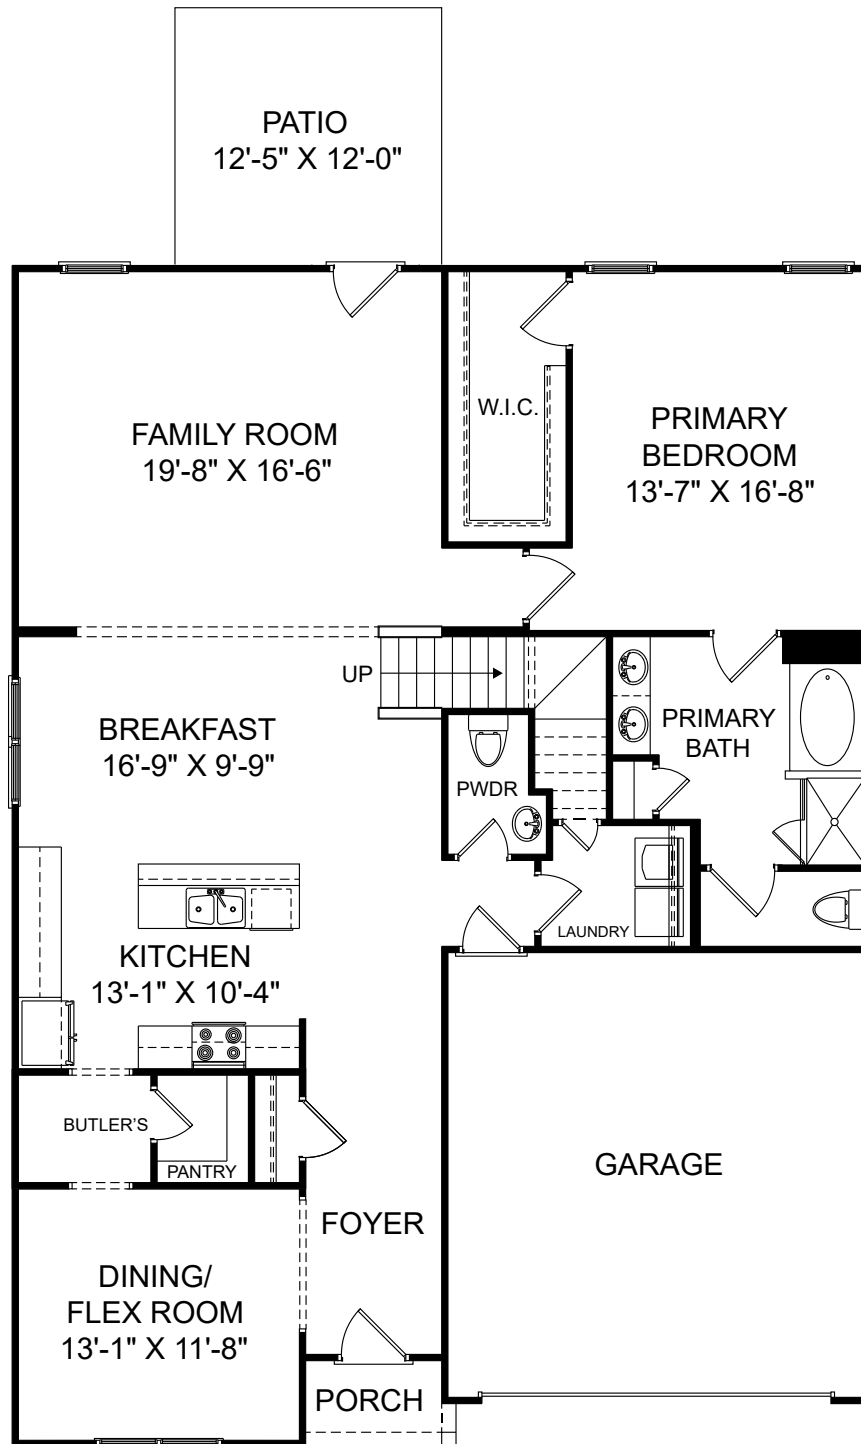 PATIO
12'-5" X 12'-0"
FAMILY ROOM
19'-8" X 16'-6"
W.I.C.
PRIMARY
BEDROOM
13'-7" X 16'-8"
UP
BREAKFAST
16'-9" X 9'-9"
PWDR
PRIMARY
BATH
KITCHEN
13'-1" X 10'-4"
LAUNDRY
BUTLER'S
PANTRY
GARAGE
FOYER
DINING/
FLEX ROOM
13'-1" X 11'-8"
PORCH